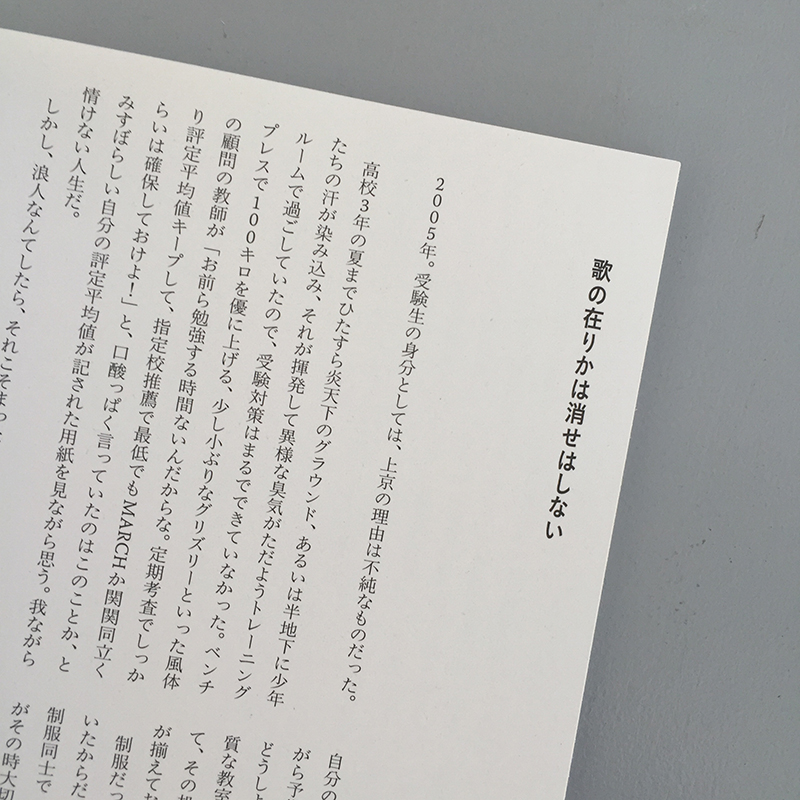 歌の在りかは消せはしない
2005年。受験生の身分としては、上京の理由は不純なものだった。
高校3年の夏までひたすら炎天下のグラウンド、あるいは半地下に少年
たちの汗が染み込み、それが揮発して異様な臭気がただようトレーニング
ルームで過ごしていたので、受験対策はまるでできていなかった。ベンチ
プレスで100キロを優に上げる、少し小ぶりなグリズリーといった風体
の顧問の教師が「お前ら勉強する時間ないんだからな。定期考査でしっか
り評定平均値キープして、指定校推薦で最低でもMARCHか関関同立く
らいは確保しておけよ！」と、口酸っぱく言っていたのはこのことか、と
みすぼらしい自分の評定平均値が記された用紙を見ながら思う。我ながら
情けない人生だ。
しかし、浪人なんてしたら、それこそまっ
自分の
がら予
どうしよ
質な教室
て、その机
が揃えてお
制服だっ
いたからだ
制服同士で
がその時大切